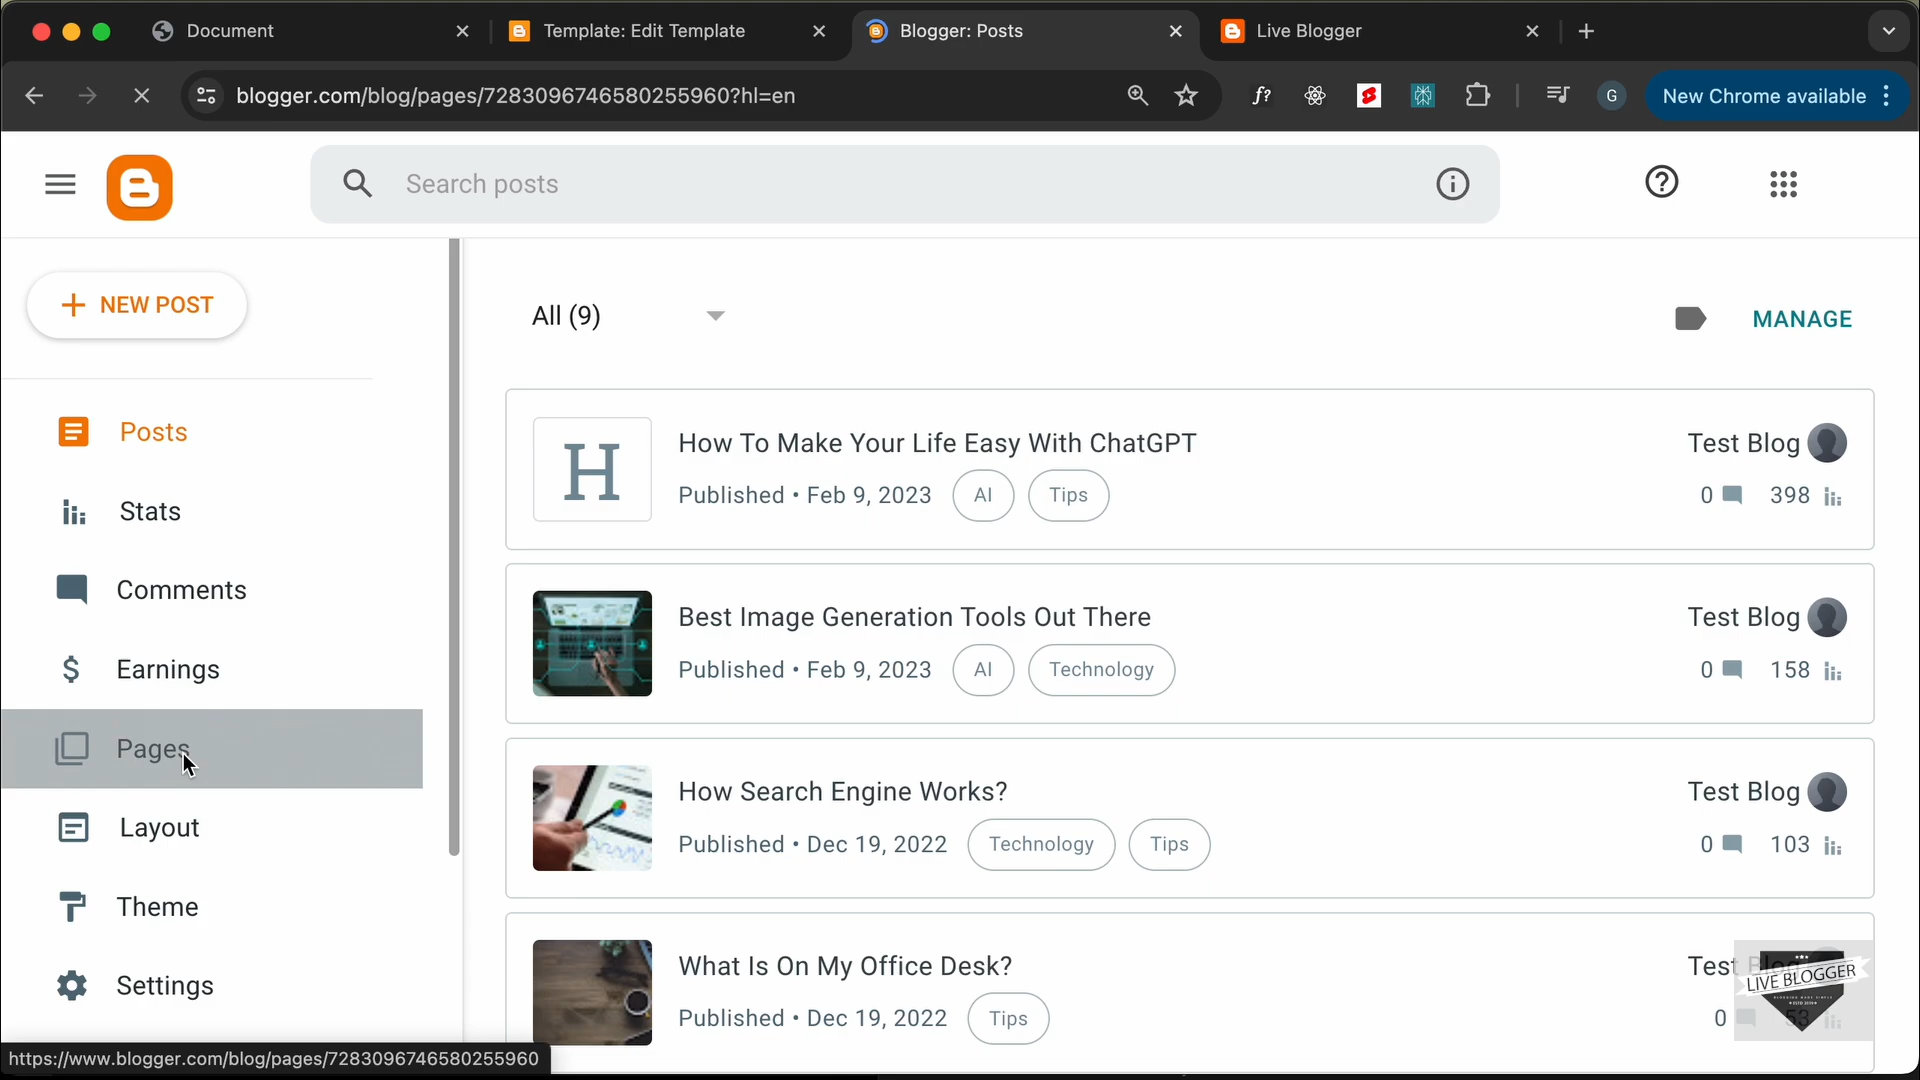 Document
Template: Edit Template
Blogger: Posts
Live Blogger
blogger.com/blog/pages/7283096746580255960?hl=en
f?
G
New Chrome available
Search posts
NEW POST
All (9)
MANAGE
Posts
Stats
Comments
Earnings
Pages
Layout
Theme
Settings
H
How To Make Your Life Easy With ChatGPT
Test Blog
Published • Feb 9, 2023
AI
Tips
0
398
Best Image Generation Tools Out There
Test Blog
Published • Feb 9, 2023
AI
Technology
0
158
How Search Engine Works?
Test Blog
Published • Dec 19, 2022
Technology
Tips
0
103
What Is On My Office Desk?
Test Blog
Published • Dec 19, 2022
Tips
0
53
LIVE BLOGGER
https://www.blogger.com/blog/pages/7283096746580255960